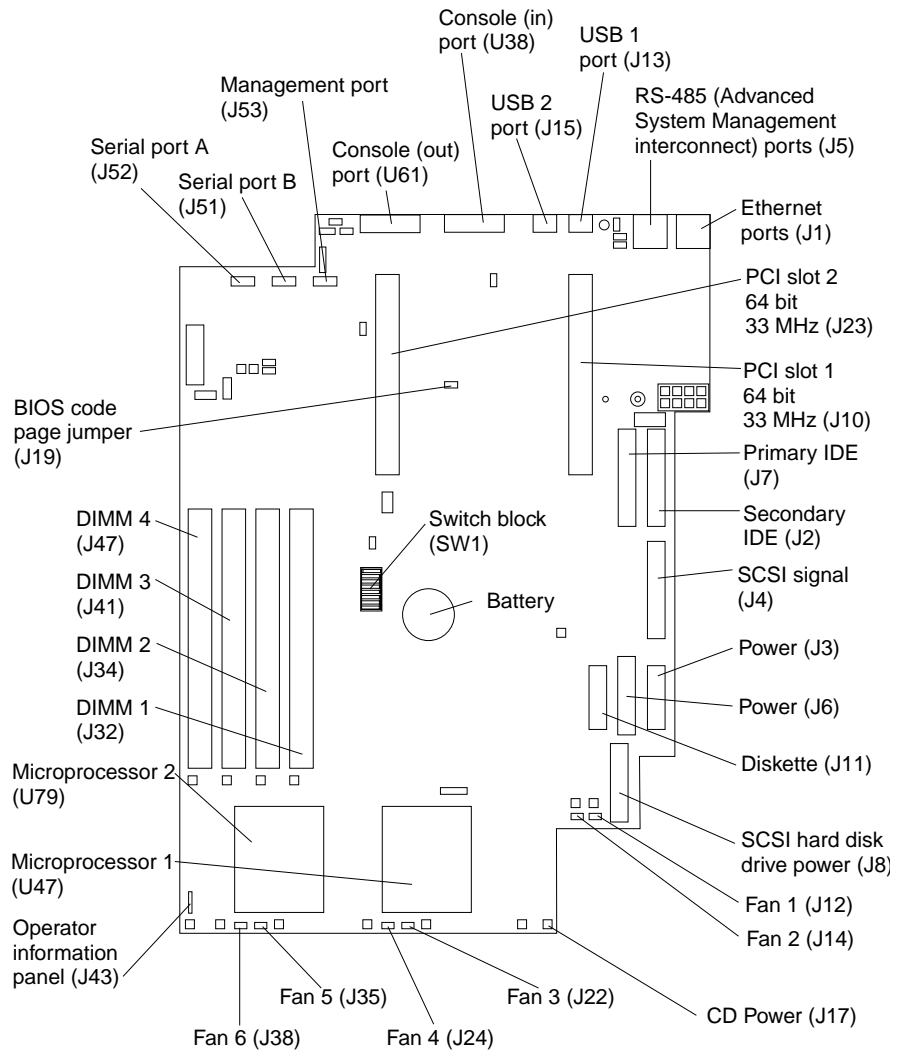 Console (in)
port (U38)
USB 1
port (J13)
Management port
(J53)
USB 2
port (J15)
RS-485 (Advanced
System Management
interconnect) ports (J5)
Serial port A
(J52)
Console (out)
port (U61)
Serial port B
(J51)
Ethernet
ports (J1)
PCI slot 2
64 bit
33 MHz (J23)
PCI slot 1
64 bit
33 MHz (J10)
BIOS code
page jumper
(J19)
Primary IDE
(J7)
DIMM 4
(J47)
Switch block
(SW1)
Secondary
IDE (J2)
DIMM 3
(J41)
SCSI signal
(J4)
Battery
DIMM 2
(J34)
Power (J3)
DIMM 1
(J32)
Power (J6)
Microprocessor 2
(U79)
Diskette (J11)
SCSI hard disk
drive power (J8)
Microprocessor 1
(U47)
Fan 1 (J12)
Operator
information
panel (J43)
Fan 2 (J14)
Fan 5 (J35)
Fan 3 (J22)
CD Power (J17)
Fan 6 (J38)
Fan 4 (J24)